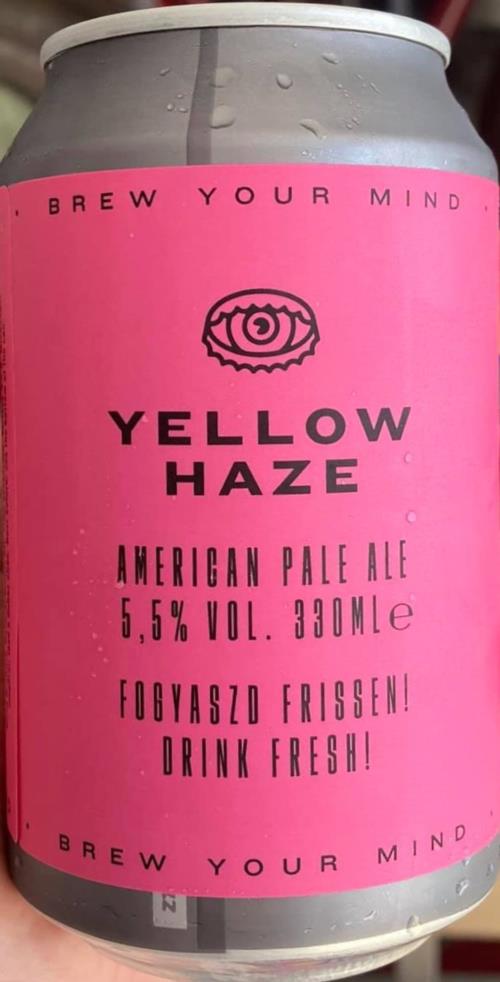 · BREW YOUR MIND ·
YELLOW
HAZE
AMERICAN PALE ALE
5,5% VOL. 330ML e
FOGYASZD FRISSEN!
DRINK FRESH!
· BREW YOUR MIND ·